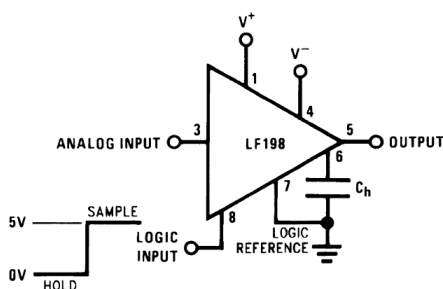 V+
V−
1
4
3
5
ANALOG INPUT
LF198
OUTPUT
6
7
Ch
8
5V
SAMPLE
LOGIC
INPUT
LOGIC
REFERENCE
0V
HOLD